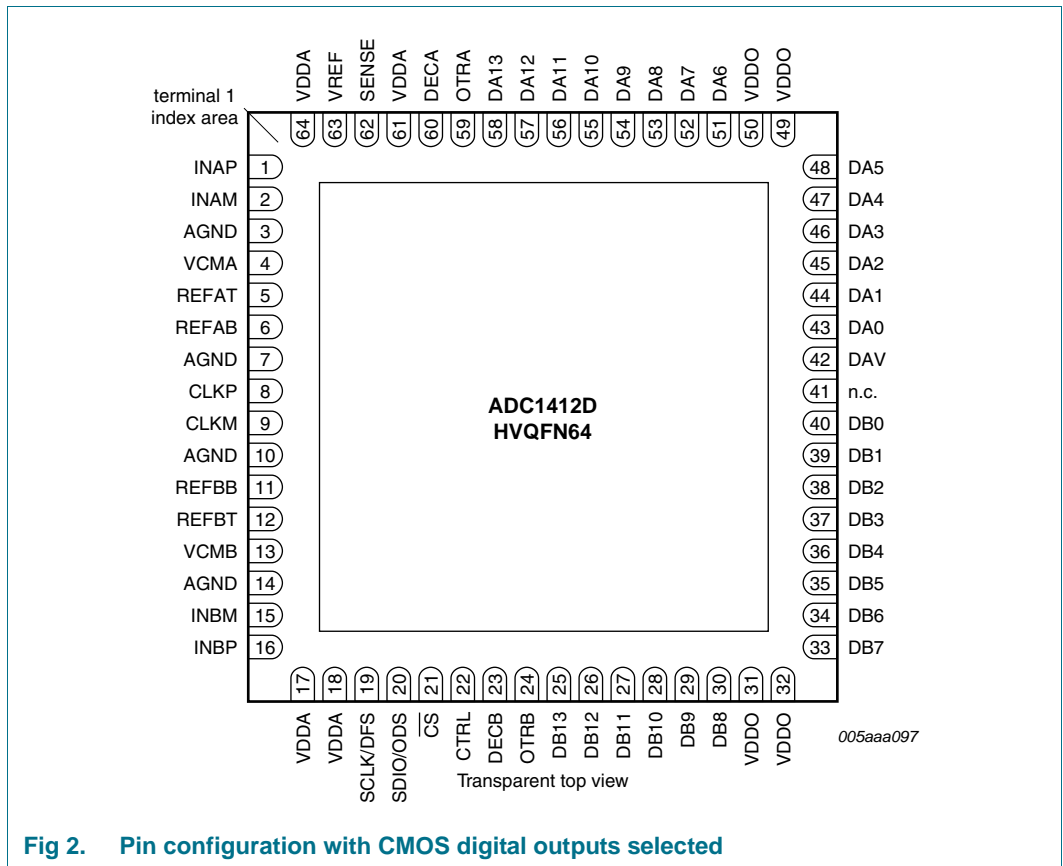 VDDA VREF SENSE VDDA DECA OTRA DA13 DA12 DA11 DA10 DA9 DA8 DA7 DA6 VDDO VDDO
terminal 1
index area
64 63 62 61 60 59 58 57 56 55 54 53 52 51 50 49
INAP 1 48 DA5
INAM 2 47 DA4
AGND 3 46 DA3
VCMA 4 45 DA2
REFAT 5 44 DA1
REFAB 6 43 DA0
AGND 7 42 DAV
CLKP 8 41 n.c.
ADC1412D
HVQFN64
CLKM 9 40 DB0
AGND 10 39 DB1
REFBB 11 38 DB2
REFBT 12 37 DB3
VCMB 13 36 DB4
AGND 14 35 DB5
INBM 15 34 DB6
INBP 16 33 DB7
17 18 19 20 21 22 23 24 25 26 27 28 29 30 31 32
VDDA VDDA SCLK/DFS SDIO/ODS CS CTRL DECB OTRB DB13 DB12 DB11 DB10 DB9 DB8 VDDO VDDO
005aaa097
Transparent top view
Fig 2. Pin configuration with CMOS digital outputs selected